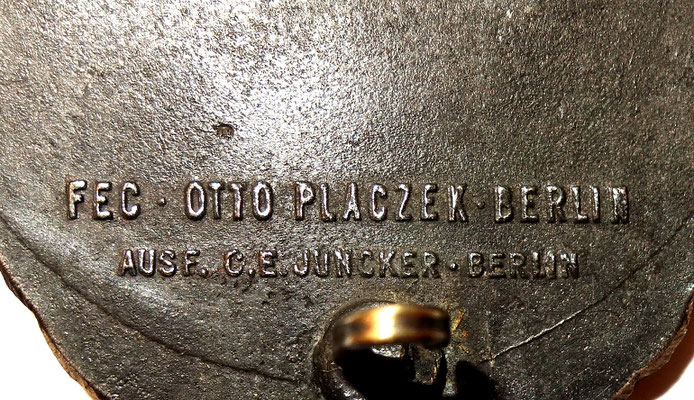 FEC · OTTO PLACZEK · BERLIN
AUSF. C.E. JUNCKER · BERLIN